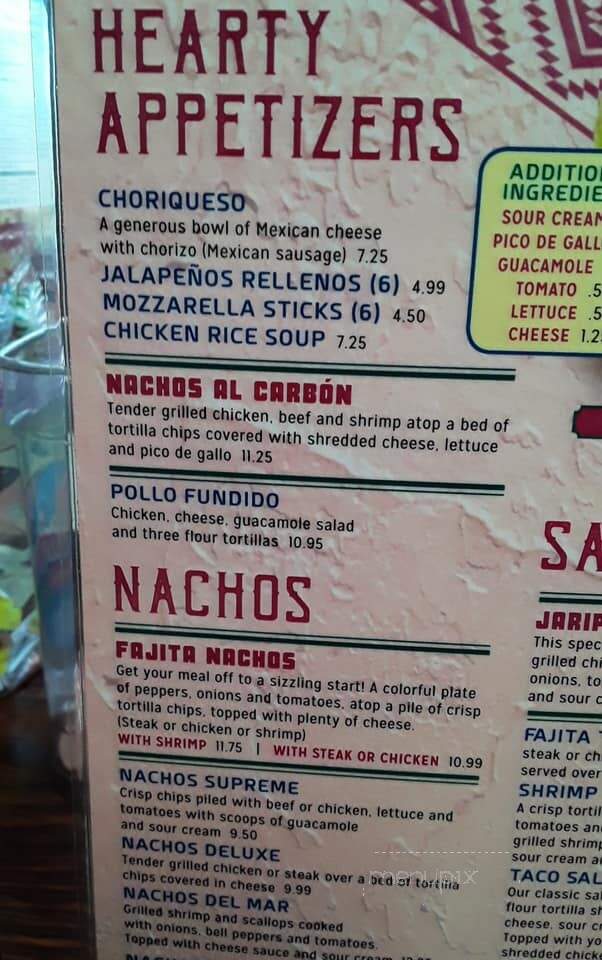 HEARTY
APPETIZERS
CHORIQUESO
A generous bowl of Mexican cheese
with chorizo (Mexican sausage) 7.25
JALAPEÑOS RELLENOS (6) 4.99
MOZZARELLA STICKS (6) 4.50
CHICKEN RICE SOUP 7.25
NACHOS AL CARBÓN
Tender grilled chicken, beef and shrimp atop a bed of
tortilla chips covered with shredded cheese, lettuce
and pico de gallo 11.25
POLLO FUNDIDO
Chicken, cheese, guacamole salad
and three flour tortillas 10.95
NACHOS
FAJITA NACHOS
Get your meal off to a sizzling start! A colorful plate
of peppers, onions and tomatoes, atop a pile of crisp
tortilla chips, topped with plenty of cheese.
(Steak or chicken or shrimp)
WITH SHRIMP 11.75 | WITH STEAK OR CHICKEN 10.99
NACHOS SUPREME
Crisp chips piled with beef or chicken, lettuce and
tomatoes with scoops of guacamole
and sour cream 9.50
NACHOS DELUXE
Tender grilled chicken or steak over a bed of tortilla
chips covered in cheese 9.99
NACHOS DEL MAR
Grilled shrimp and scallops cooked
with onions, bell peppers and tomatoes.
Topped with cheese sauce and sour cream
ADDITIO
INGREDIE
SOUR CREAM
PICO DE GALL
GUACAMOLE
TOMATO .5
LETTUCE .5
CHEESE 1.2
SA
JARIP
This spec
grilled chi
onions, to
and sour c
FAJITA T
steak or ch
served over
SHRIMP
A crisp tortil
tomatoes an
grilled shrimp
sour cream a
TACO SAL
Our classic sal
flour tortilla sh
cheese, sour cr
Topped with yo
shredded chick
menupix